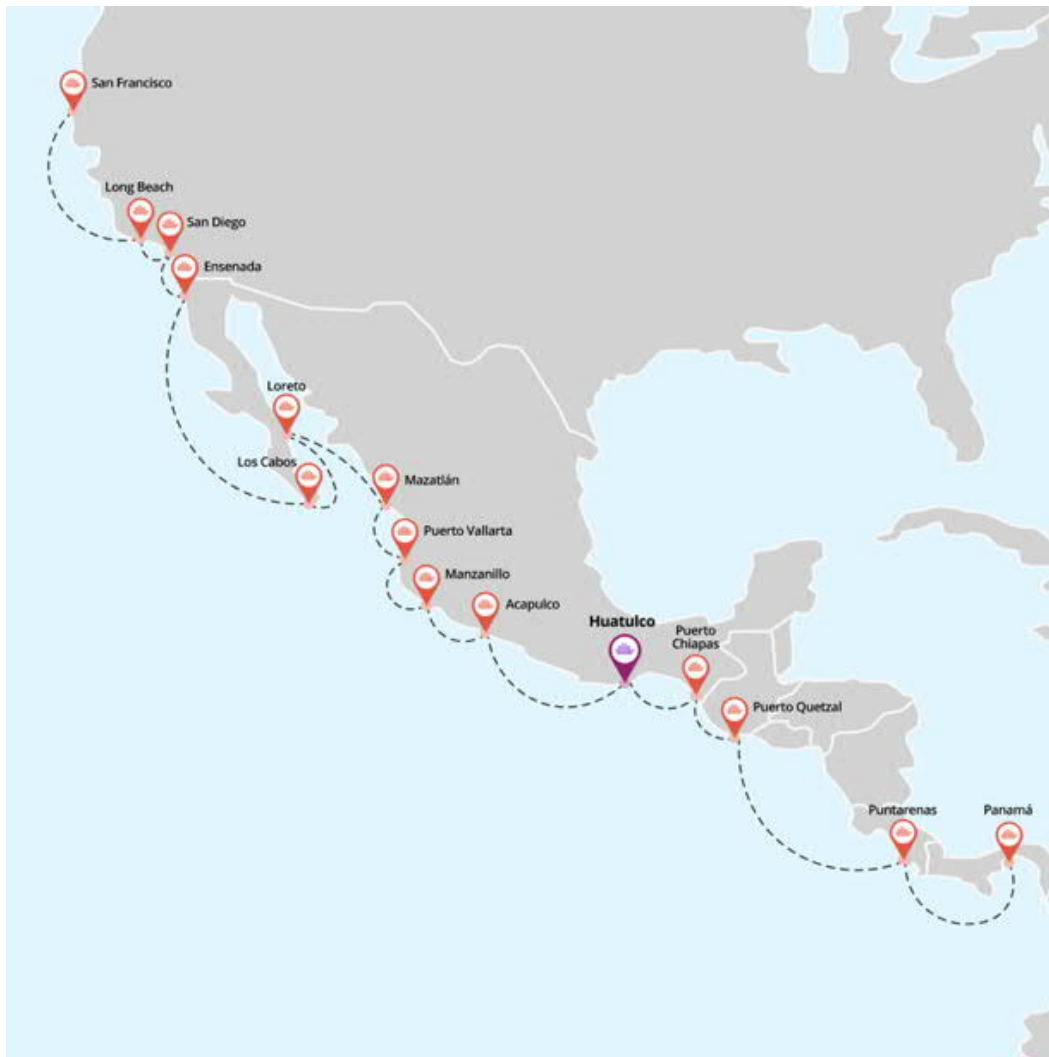 San Francisco
Long Beach
San Diego
Ensenada
Loreto
Los Cabos
Mazatlán
Puerto Vallarta
Manzanillo
Acapulco
Huatulco
Puerto
Chiapas
Puerto Quetzal
Puntarenas
Panamá